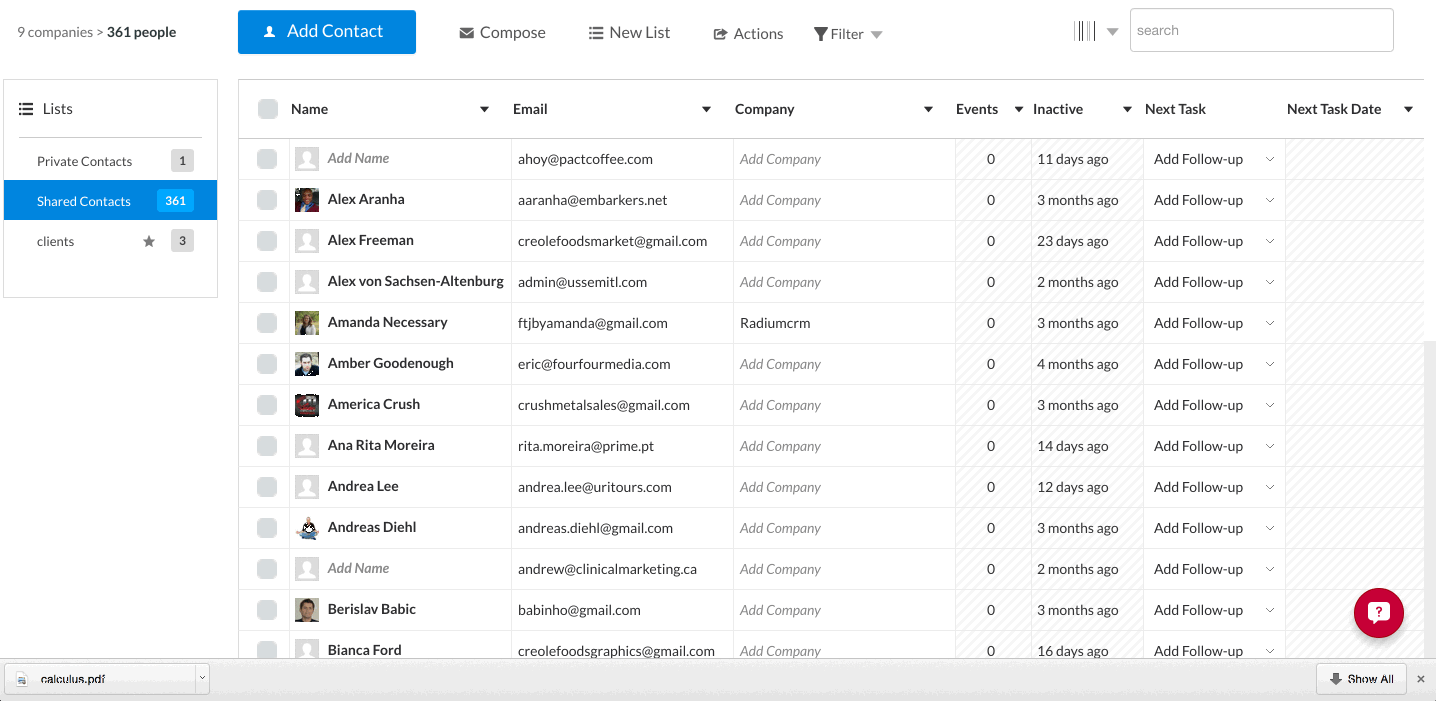 9 companies > 361 people
Add Contact
Compose
New List
Actions
Filter
search
Lists
Private Contacts 1
Shared Contacts 361
clients 3
Name Email Company Events Inactive Next Task Next Task Date
Add Name ahoy@pactcoffee.com Add Company 0 11 days ago Add Follow-up
Alex Aranha aaranha@embarkers.net Add Company 0 3 months ago Add Follow-up
Alex Freeman creolefoodsmarket@gmail.com Add Company 0 23 days ago Add Follow-up
Alex von Sachsen-Altenburg admin@ussemitl.com Add Company 0 2 months ago Add Follow-up
Amanda Necessary ftjbyamanda@gmail.com Radiumcrm 0 3 months ago Add Follow-up
Amber Goodenough eric@fourfourmedia.com Add Company 0 4 months ago Add Follow-up
America Crush crushmetalsales@gmail.com Add Company 0 3 months ago Add Follow-up
Ana Rita Moreira rita.moreira@prime.pt Add Company 0 14 days ago Add Follow-up
Andrea Lee andrea.lee@uritours.com Add Company 0 12 days ago Add Follow-up
Andreas Diehl andreas.diehl@gmail.com Add Company 0 3 months ago Add Follow-up
Add Name andrew@clinicalmarketing.ca Add Company 0 2 months ago Add Follow-up
Berislav Babic babinho@gmail.com Add Company 0 3 months ago Add Follow-up
Bianca Ford creolefoodsgraphics@gmail.com Add Company 0 16 days ago Add Follow-up
?
calculus.pdf
Show All